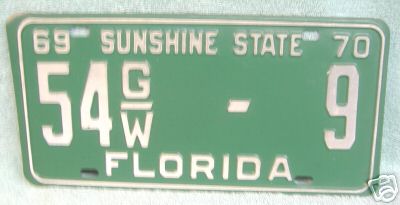 69 SUNSHINE STATE 70
54 G/W - 9
FLORIDA